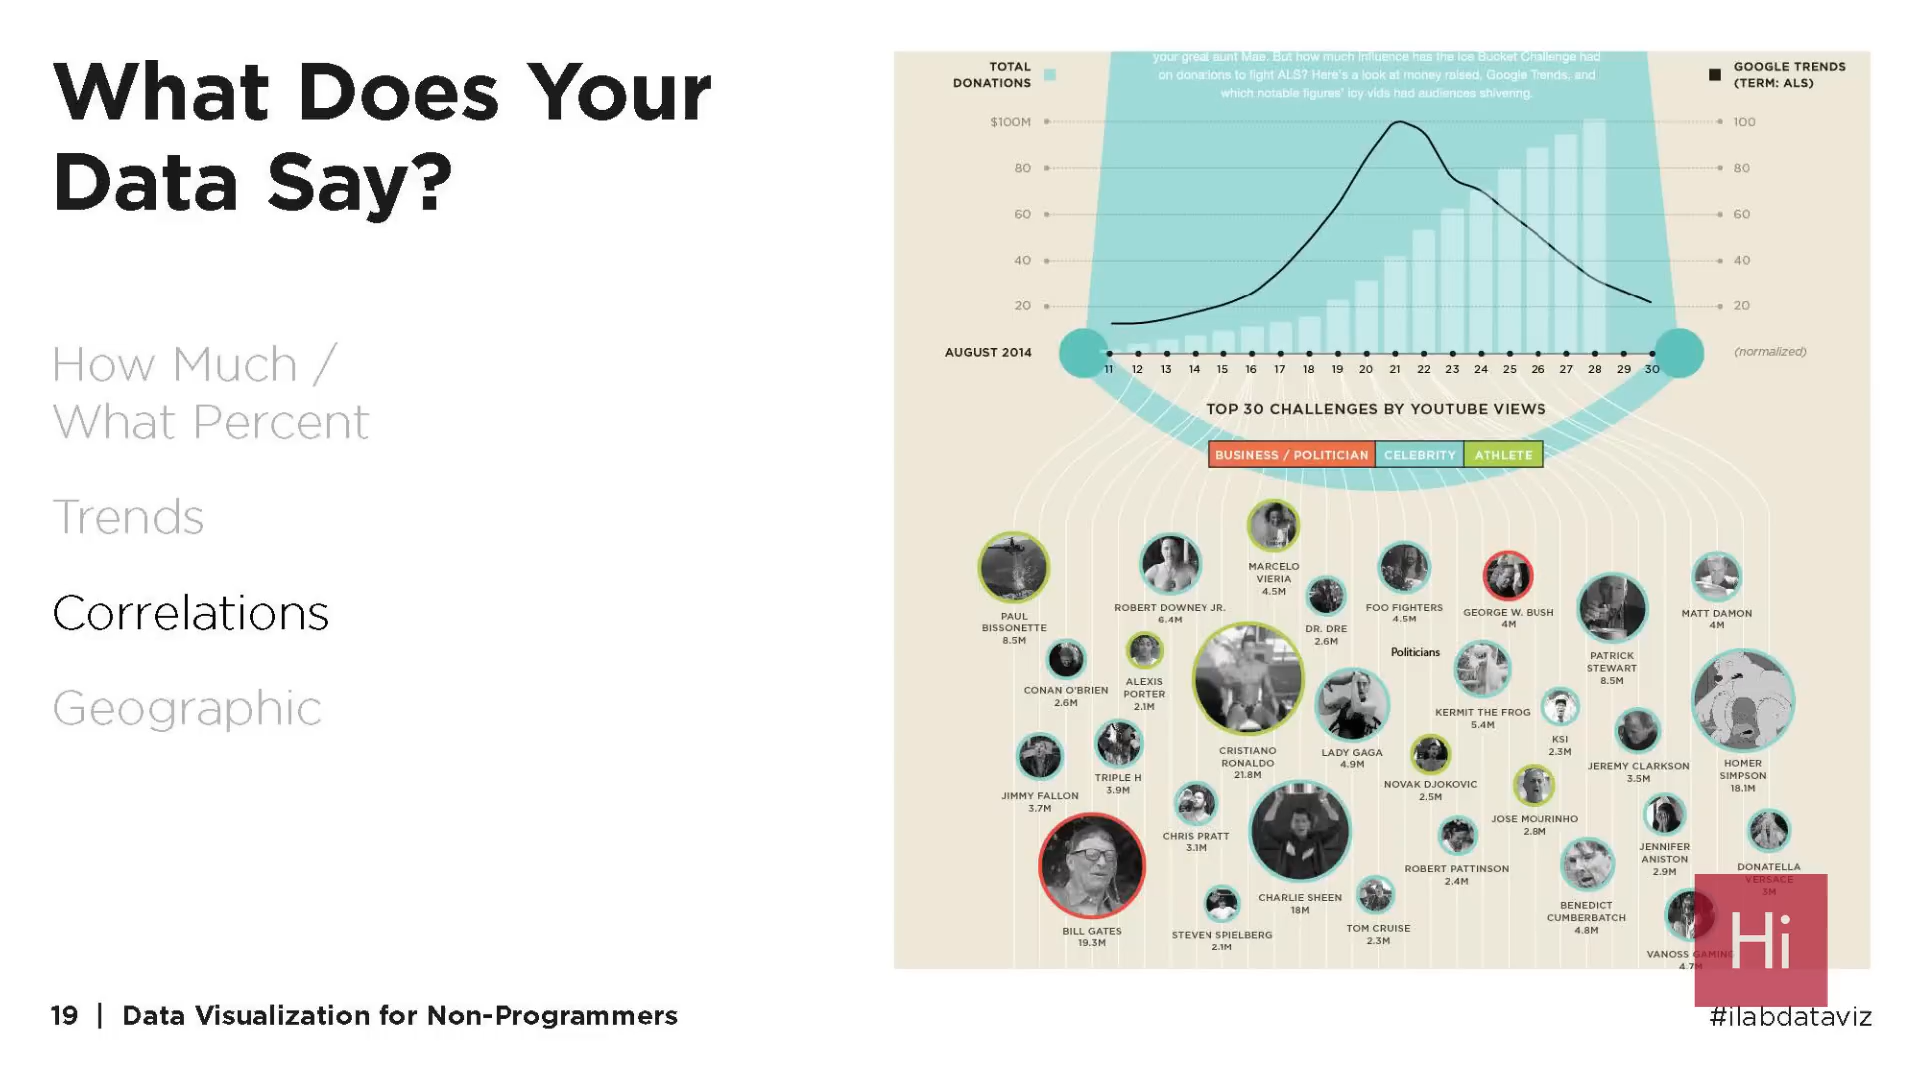 What Does Your
Data Say?
How Much /
What Percent
Trends
Correlations
Geographic
your great aunt Mae. But how much influence has the Ice Bucket Challenge had
on donations to fight ALS? Here's a look at money raised, Google Trends, and
which notable figures' icy vids had audiences shivering.
TOTAL
DONATIONS
GOOGLE TRENDS
(TERM: ALS)
$100M
80
60
40
20
100
80
60
40
20
AUGUST 2014
(normalized)
11 12 13 14 15 16 17 18 19 20 21 22 23 24 25 26 27 28 29 30
TOP 30 CHALLENGES BY YOUTUBE VIEWS
BUSINESS / POLITICIAN
CELEBRITY
ATHLETE
PAUL
BISSONETTE
8.5M
ROBERT DOWNEY JR.
6.4M
MARCELO
VIERIA
4.5M
DR. DRE
2.6M
FOO FIGHTERS
4.5M
GEORGE W. BUSH
4M
PATRICK
STEWART
8.5M
MATT DAMON
4M
CONAN O'BRIEN
2.6M
ALEXIS
PORTER
2.1M
Politicians
KERMIT THE FROG
5.4M
KSI
2.3M
JEREMY CLARKSON
3.5M
HOMER
SIMPSON
18.1M
JIMMY FALLON
3.7M
TRIPLE H
3.9M
CRISTIANO
RONALDO
21.8M
LADY GAGA
4.9M
NOVAK DJOKOVIC
2.5M
JOSE MOURINHO
2.8M
CHRIS PRATT
3.1M
CHARLIE SHEEN
18M
ROBERT PATTINSON
2.4M
JENNIFER
ANISTON
2.9M
DONATELLA
VERSACE
3M
BILL GATES
19.3M
STEVEN SPIELBERG
2.1M
TOM CRUISE
2.3M
BENEDICT
CUMBERBATCH
4.8M
VANOSS GAMING
4.7M
Hi
19 | Data Visualization for Non-Programmers
#ilabdataviz